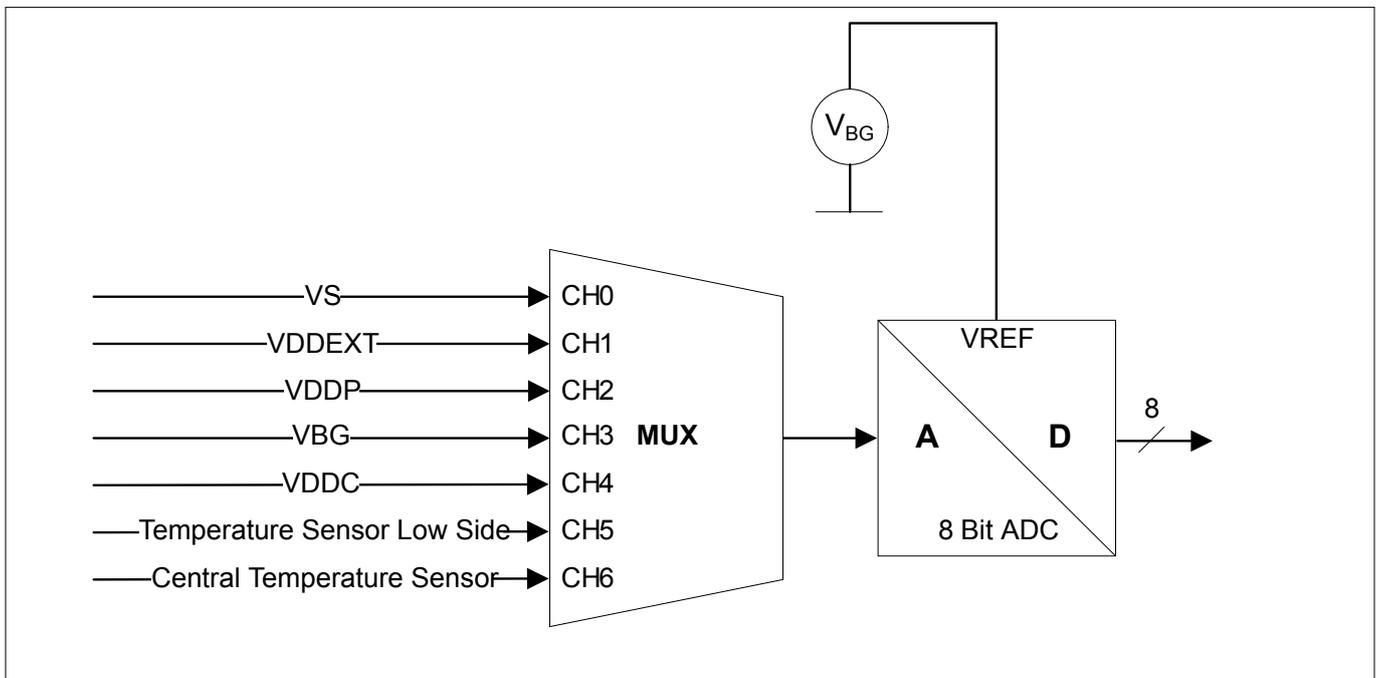 VBG
VS CH0
VDDEXT CH1 VREF
VDDP CH2
8
VBG CH3 MUX A D
VDDC CH4
Temperature Sensor Low Side CH5 8 Bit ADC
Central Temperature Sensor CH6